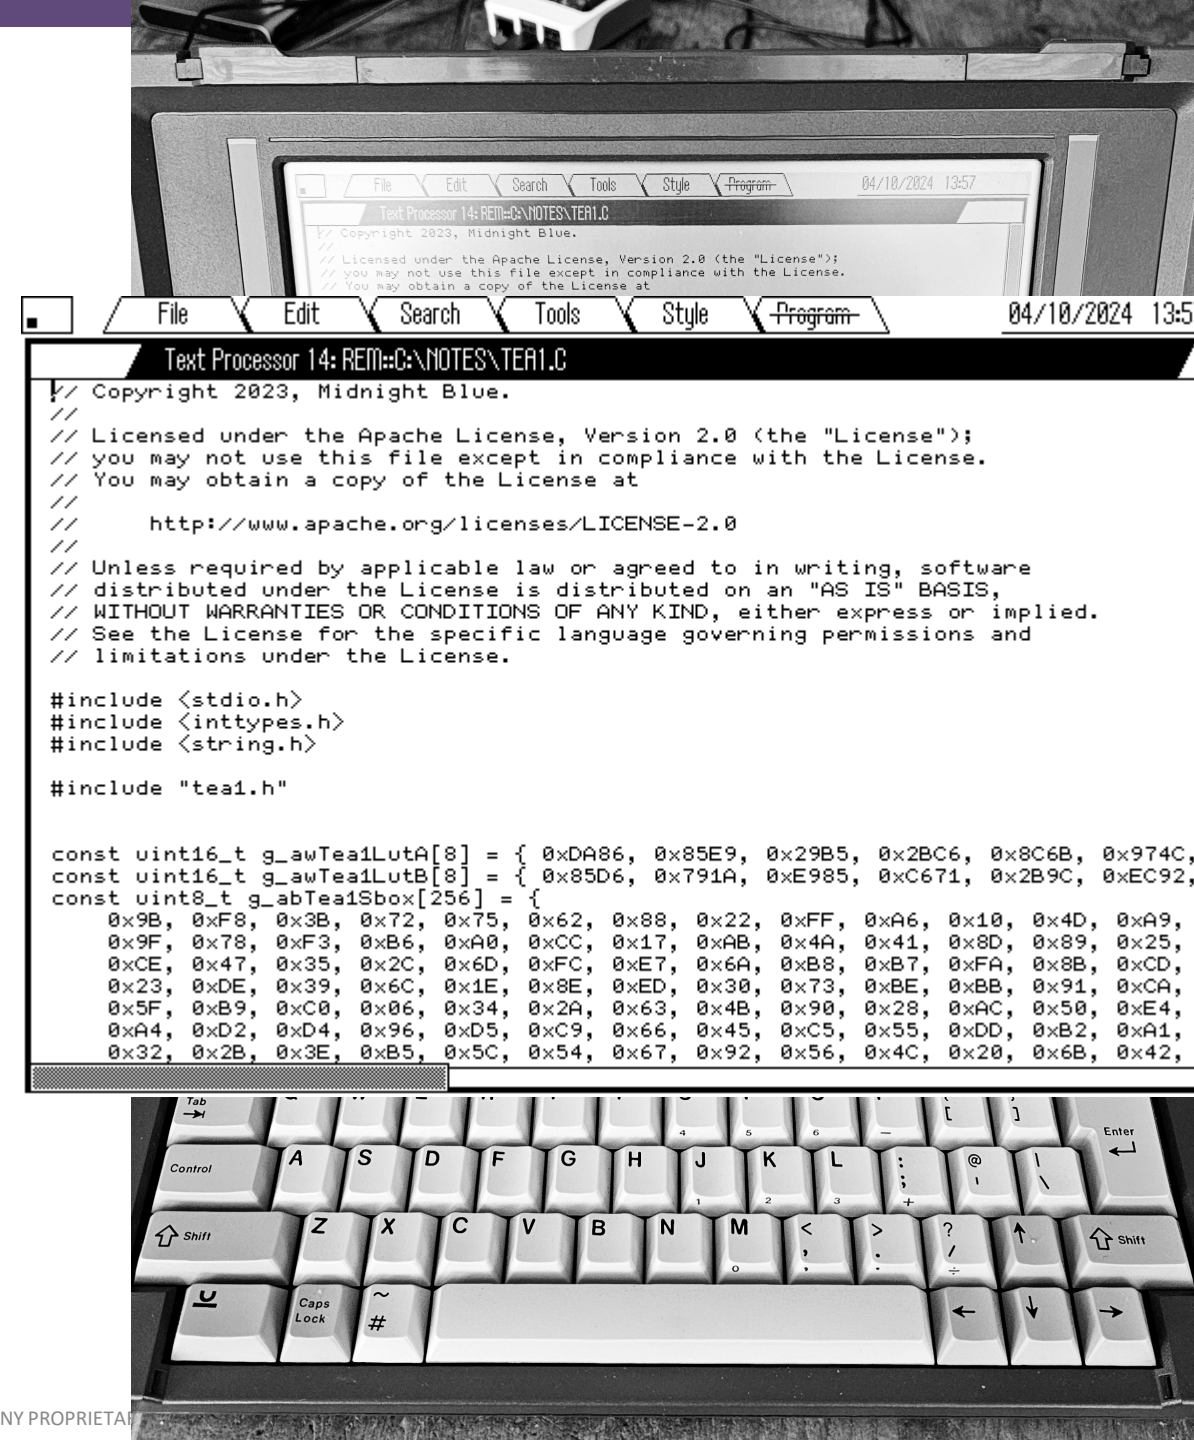 File Edit Search Tools Style Program 04/10/2024 13:57
Text Processor 14: REM::C:\NOTES\TEA1.C
// Copyright 2023, Midnight Blue.
//
// Licensed under the Apache License, Version 2.0 (the "License");
// you may not use this file except in compliance with the License.
// You may obtain a copy of the License at
File Edit Search Tools Style Program 04/10/2024 13:5
Text Processor 14: REM::C:\NOTES\TEA1.C
// Copyright 2023, Midnight Blue.
//
// Licensed under the Apache License, Version 2.0 (the "License");
// you may not use this file except in compliance with the License.
// You may obtain a copy of the License at
//
// http://www.apache.org/licenses/LICENSE-2.0
//
// Unless required by applicable law or agreed to in writing, software
// distributed under the License is distributed on an "AS IS" BASIS,
// WITHOUT WARRANTIES OR CONDITIONS OF ANY KIND, either express or implied.
// See the License for the specific language governing permissions and
// limitations under the License.
#include <stdio.h>
#include <inttypes.h>
#include <string.h>
#include "tea1.h"
const uint16_t g_awTea1LutA[8] = { 0xDA86, 0x85E9, 0x29B5, 0x2BC6, 0x8C6B, 0x974C,
const uint16_t g_awTea1LutB[8] = { 0x85D6, 0x791A, 0xE985, 0xC671, 0x2B9C, 0xEC92,
const uint8_t g_abTea1Sbox[256] = {
0x9B, 0xF8, 0x3B, 0x72, 0x75, 0x62, 0x88, 0x22, 0xFF, 0xA6, 0x10, 0x4D, 0xA9,
0x9F, 0x78, 0xF3, 0xB6, 0xA0, 0xCC, 0x17, 0xAB, 0x4A, 0x41, 0x8D, 0x89, 0x25,
0xCE, 0x47, 0x35, 0x2C, 0x6D, 0xFC, 0xE7, 0x6A, 0xB8, 0xB7, 0xFA, 0x8B, 0xCD,
0x23, 0xDE, 0x39, 0x6C, 0x1E, 0x8E, 0xED, 0x30, 0x73, 0xBE, 0xBB, 0x91, 0xCA,
0x5F, 0xB9, 0xC0, 0x06, 0x34, 0x2A, 0x63, 0x4B, 0x90, 0x28, 0xAC, 0x50, 0xE4,
0xA4, 0xD2, 0xD4, 0x96, 0xD5, 0xC9, 0x66, 0x45, 0xC5, 0x55, 0xDD, 0xB2, 0xA1,
0x32, 0x2B, 0x3E, 0xB5, 0x5C, 0x54, 0x67, 0x92, 0x56, 0x4C, 0x20, 0x6B, 0x42,
Tab 4 5 6 − [ ]
Control A S D F G H J 1 K 2 L 3 : ; + @ ' | \ Enter
Shift Z X C V B N M 0 < , > . ? / ÷ ↑ Shift
Caps Lock ~ # ← ↓ →
NY PROPRIETA